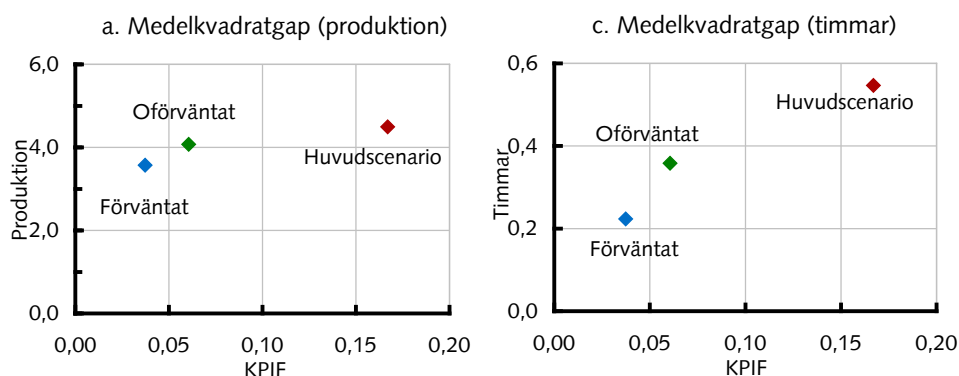 a. Medelkvadratgap (produktion)
6,0
4,0
2,0
0,0
Produktion
Oförväntat
Huvudscenario
Förväntat
0,00 0,05 0,10 0,15 0,20
KPIF
c. Medelkvadratgap (timmar)
0,6
0,4
0,2
0,0
Timmar
Huvudscenario
Oförväntat
Förväntat
0,00 0,05 0,10 0,15 0,20
KPIF